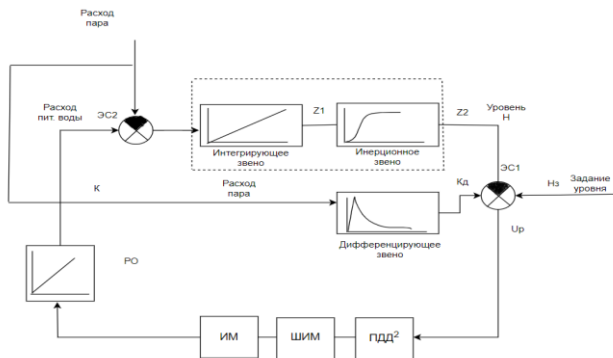 Расход
пара
Расход
пит. воды
ЭС2
Z1
Z2
Уровень
Н
Интегрирующее
звено
Инерционное
звено
ЭС1
К
Расход
пара
Кд
Нз
Задание
уровня
Дифференцирующее
звено
Up
РО
ИМ
ШИМ
ПДД²